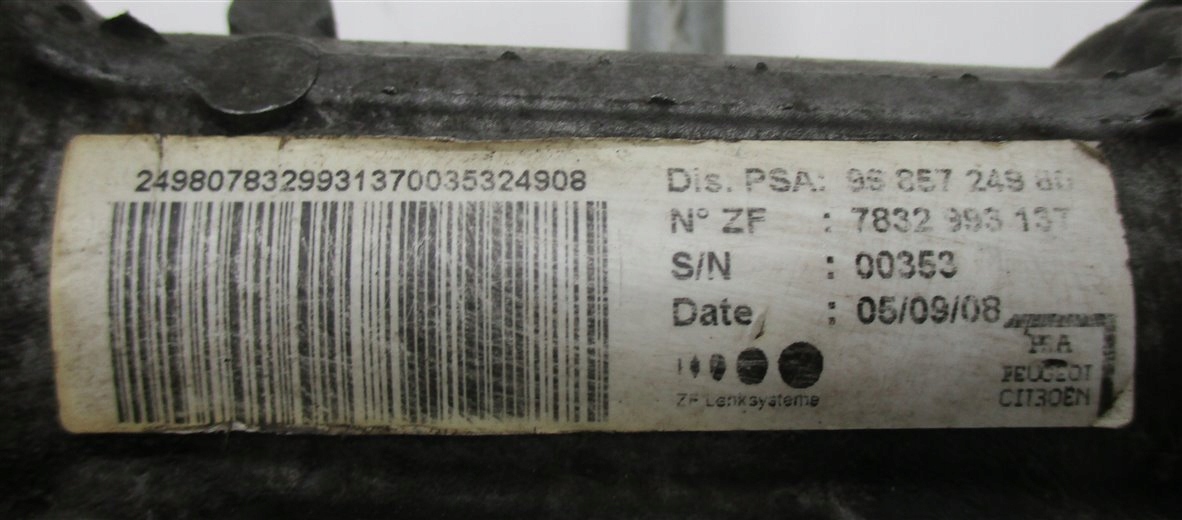 2498078329931370035324908
Dis. PSA: 96 857 249 80
N° ZF : 7832 993 137
S/N : 00353
Date : 05/09/08
ZF Lenksysteme
PSA
PEUGEOT
CITROËN